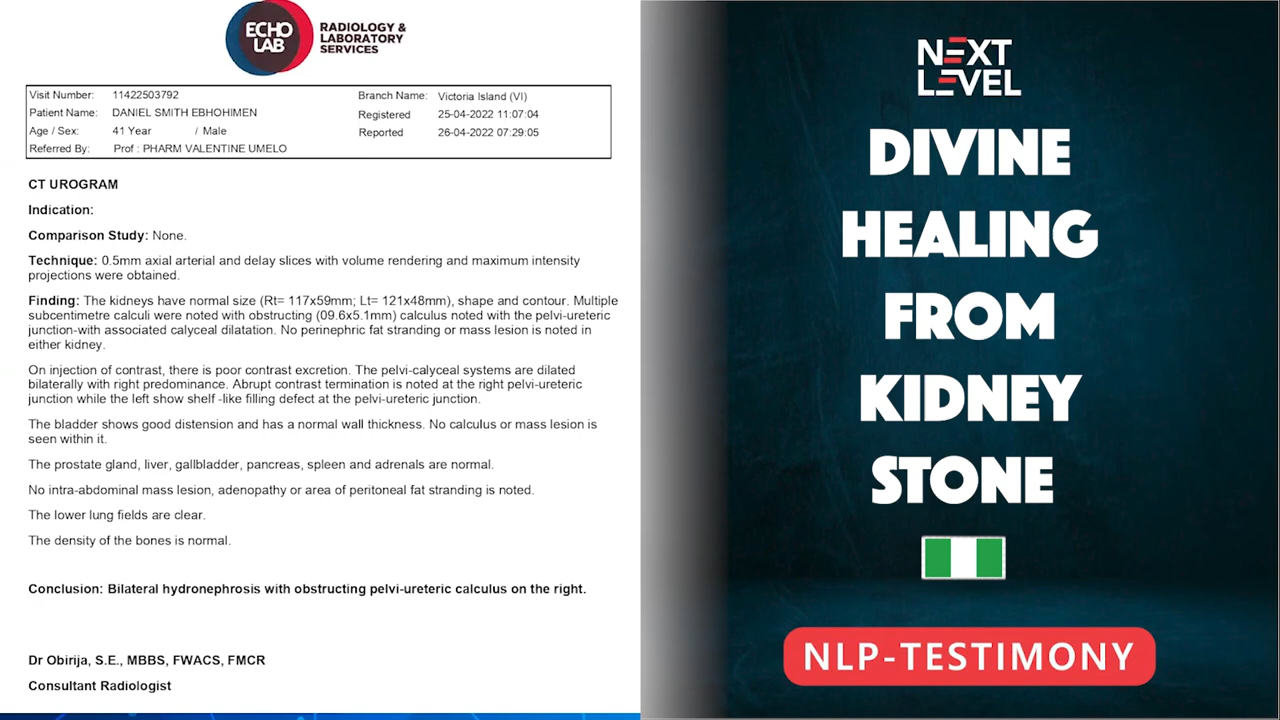 ECHO
LAB
RADIOLOGY &
LABORATORY
SERVICES
Visit Number: 11422503792
Patient Name: DANIEL SMITH EBHOHIMEN
Age / Sex: 41 Year / Male
Referred By: Prof : PHARM VALENTINE UMELO
Branch Name: Victoria Island (VI)
Registered 25-04-2022 11:07:04
Reported 26-04-2022 07:29:05
CT UROGRAM
Indication:
Comparison Study: None.
Technique: 0.5mm axial arterial and delay slices with volume rendering and maximum intensity
projections were obtained.
Finding: The kidneys have normal size (Rt= 117x59mm; Lt= 121x48mm), shape and contour. Multiple
subcentimetre calculi were noted with obstructing (09.6x5.1mm) calculus noted with the pelvi-ureteric
junction-with associated calyceal dilatation. No perinephric fat stranding or mass lesion is noted in
either kidney.
On injection of contrast, there is poor contrast excretion. The pelvi-calyceal systems are dilated
bilaterally with right predominance. Abrupt contrast termination is noted at the right pelvi-ureteric
junction while the left show shelf -like filling defect at the pelvi-ureteric junction.
The bladder shows good distension and has a normal wall thickness. No calculus or mass lesion is
seen within it.
The prostate gland, liver, gallbladder, pancreas, spleen and adrenals are normal.
No intra-abdominal mass lesion, adenopathy or area of peritoneal fat stranding is noted.
The lower lung fields are clear.
The density of the bones is normal.
Conclusion: Bilateral hydronephrosis with obstructing pelvi-ureteric calculus on the right.
Dr Obirija, S.E., MBBS, FWACS, FMCR
Consultant Radiologist
NEXT
LEVEL
DIVINE
HEALING
FROM
KIDNEY
STONE
NLP-TESTIMONY